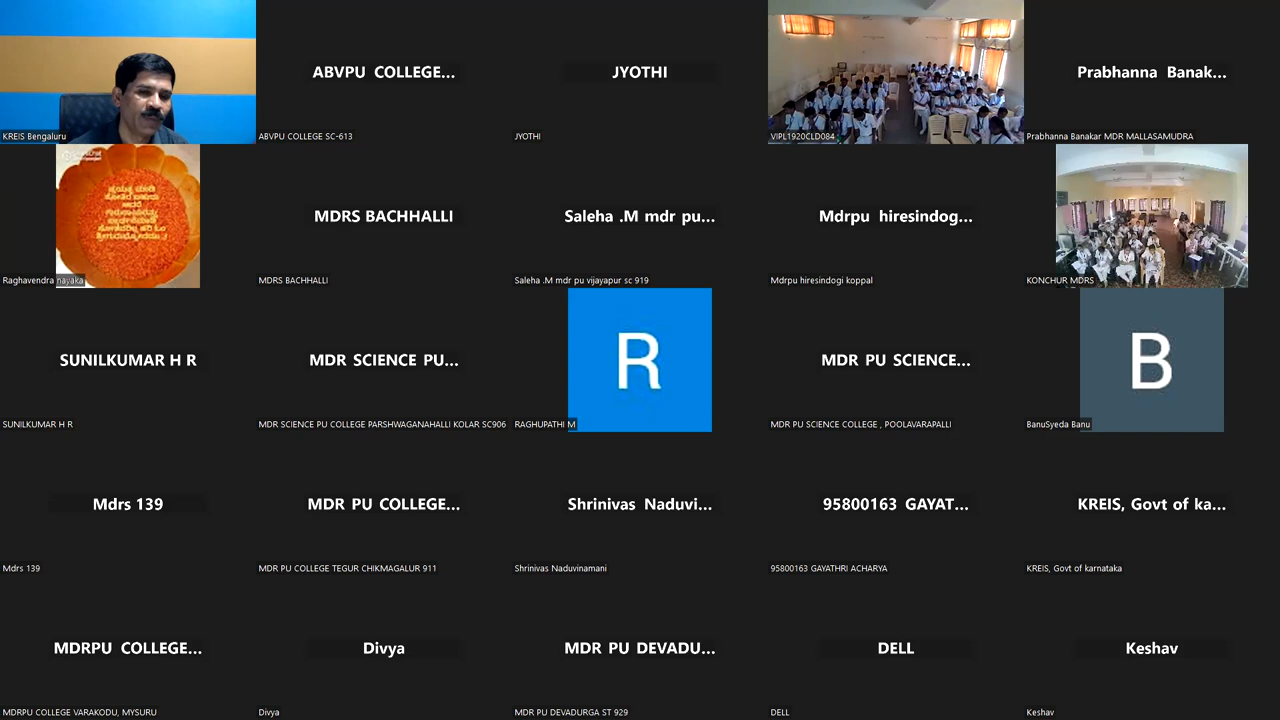 KREIS Bengaluru
ABVPU COLLEGE...
ABVPU COLLEGE SC-613
JYOTHI
JYOTHI
VIPL1920CLD084
Prabhanna Banak...
Prabhanna Banakar MDR MALLASAMUDRA
Raghavendra nayaka
MDRS BACHHALLI
MDRS BACHHALLI
Saleha .M mdr pu...
Saleha .M mdr pu vijayapur sc 919
Mdrpu hiresindog...
Mdrpu hiresindogi koppal
KONCHUR MDRS
SUNILKUMAR H R
SUNILKUMAR H R
MDR SCIENCE PU...
MDR SCIENCE PU COLLEGE PARSHWAGANAHALLI KOLAR SC906
R
RAGHUPATHI M
MDR PU SCIENCE...
MDR PU SCIENCE COLLEGE , POOLAVARAPALLI
B
BanuSyeda Banu
Mdrs 139
Mdrs 139
MDR PU COLLEGE...
MDR PU COLLEGE TEGUR CHIKMAGALUR 911
Shrinivas Naduvi...
Shrinivas Naduvinamani
95800163 GAYAT...
95800163 GAYATHRI ACHARYA
KREIS, Govt of ka...
KREIS, Govt of karnataka
MDRPU COLLEGE...
MDRPU COLLEGE VARAKODU, MYSURU
Divya
Divya
MDR PU DEVADU...
MDR PU DEVADURGA ST 929
DELL
DELL
Keshav
Keshav